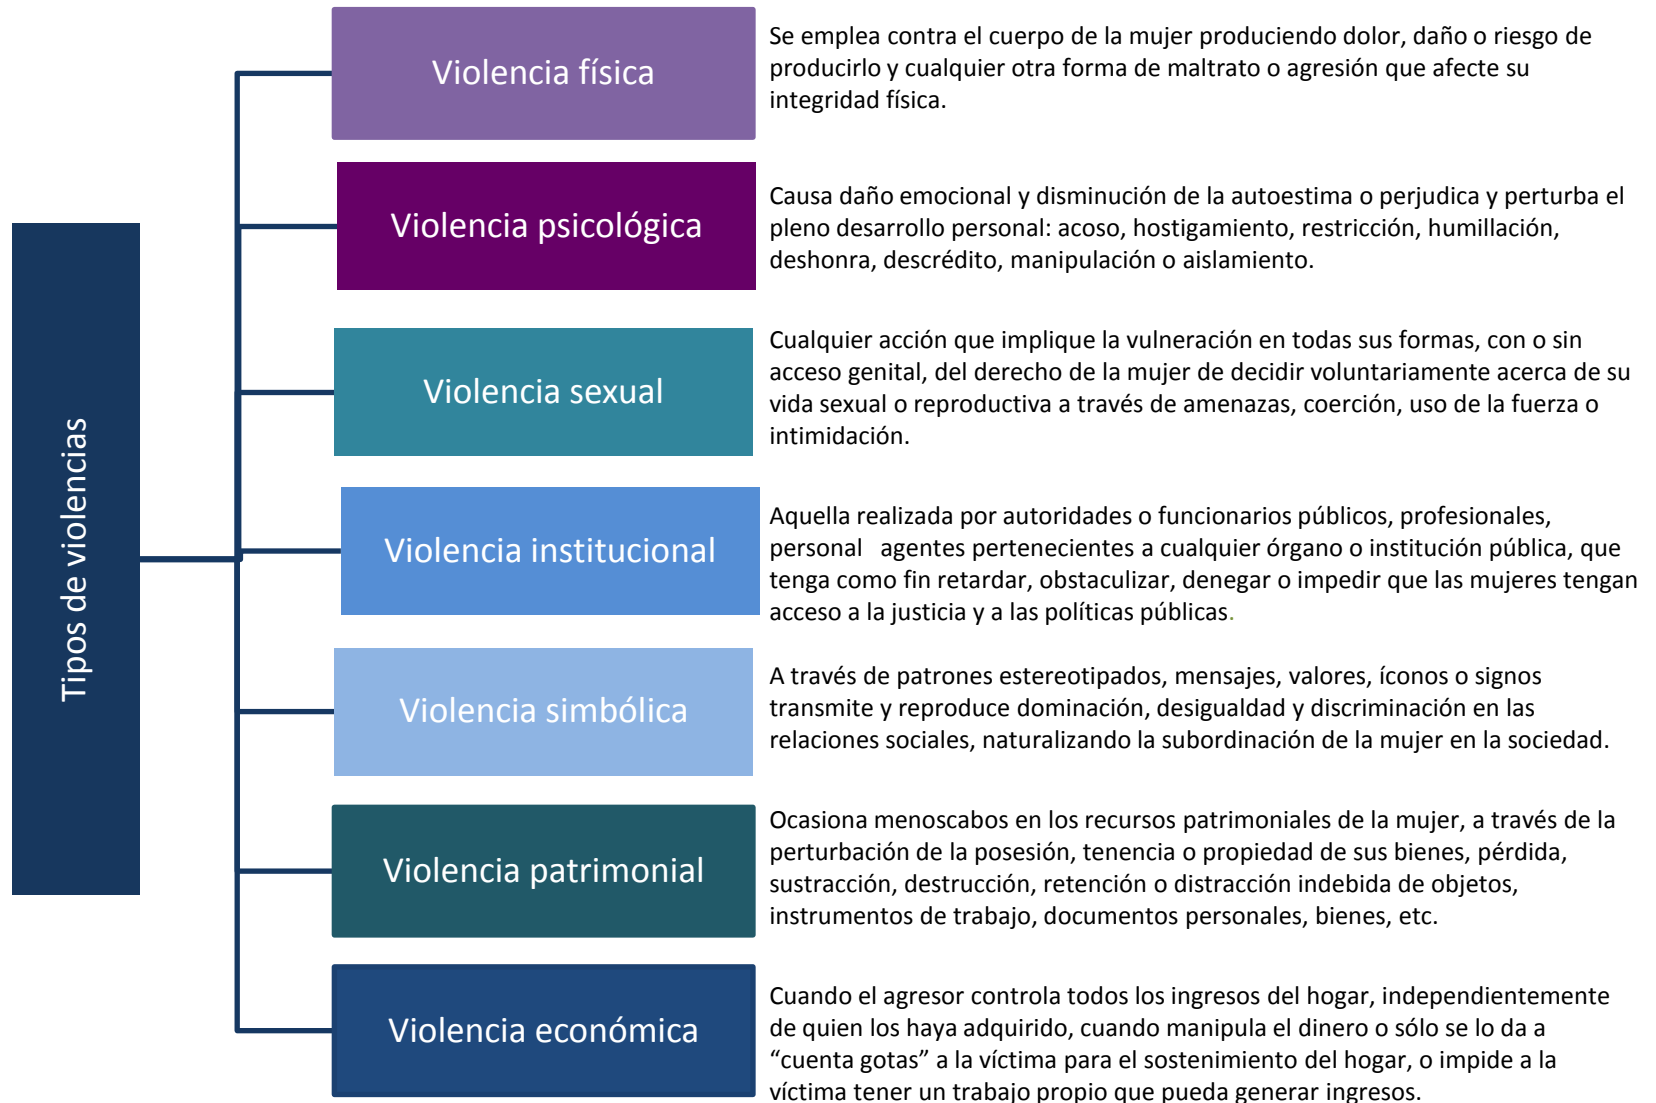 Tipos de violencias
Violencia física
Se emplea contra el cuerpo de la mujer produciendo dolor, daño o riesgo de
producirlo y cualquier otra forma de maltrato o agresión que afecte su
integridad física.
Violencia psicológica
Causa daño emocional y disminución de la autoestima o perjudica y perturba el
pleno desarrollo personal: acoso, hostigamiento, restricción, humillación,
deshonra, descrédito, manipulación o aislamiento.
Violencia sexual
Cualquier acción que implique la vulneración en todas sus formas, con o sin
acceso genital, del derecho de la mujer de decidir voluntariamente acerca de su
vida sexual o reproductiva a través de amenazas, coerción, uso de la fuerza o
intimidación.
Violencia institucional
Aquella realizada por autoridades o funcionarios públicos, profesionales,
personal   agentes pertenecientes a cualquier órgano o institución pública, que
tenga como fin retardar, obstaculizar, denegar o impedir que las mujeres tengan
acceso a la justicia y a las políticas públicas.
Violencia simbólica
A través de patrones estereotipados, mensajes, valores, íconos o signos
transmite y reproduce dominación, desigualdad y discriminación en las
relaciones sociales, naturalizando la subordinación de la mujer en la sociedad.
Violencia patrimonial
Ocasiona menoscabos en los recursos patrimoniales de la mujer, a través de la
perturbación de la posesión, tenencia o propiedad de sus bienes, pérdida,
sustracción, destrucción, retención o distracción indebida de objetos,
instrumentos de trabajo, documentos personales, bienes, etc.
Violencia económica
Cuando el agresor controla todos los ingresos del hogar, independientemente
de quien los haya adquirido, cuando manipula el dinero o sólo se lo da a
“cuenta gotas” a la víctima para el sostenimiento del hogar, o impide a la
víctima tener un trabajo propio que pueda generar ingresos.